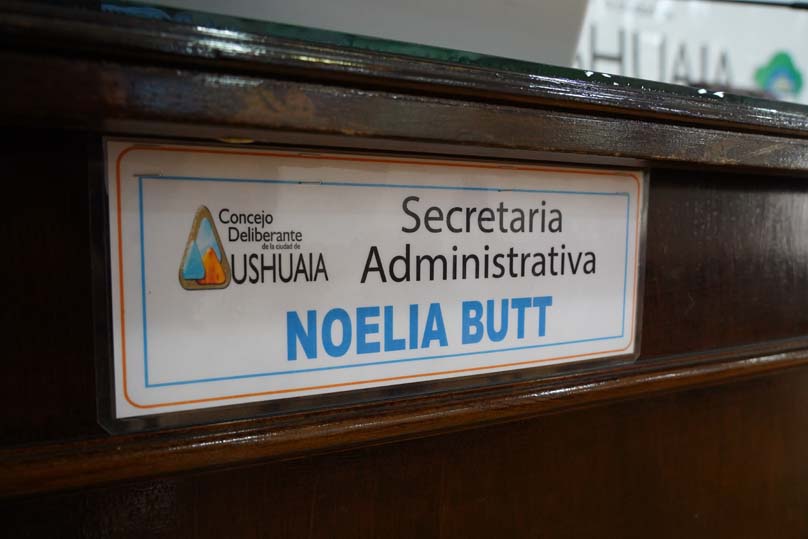 USHUAIA
Concejo
Deliberante
de la ciudad de
USHUAIA
Secretaria
Administrativa
NOELIA BUTT